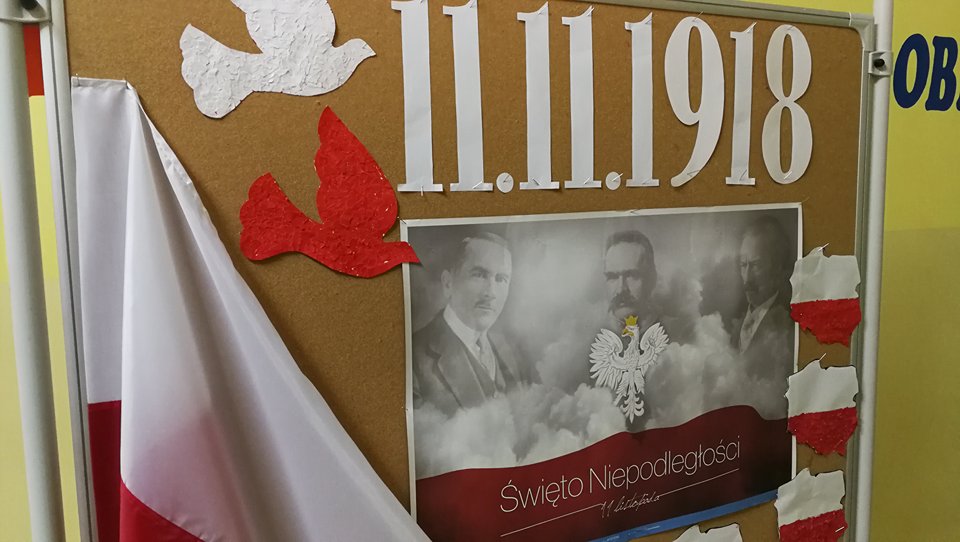 11.11.1918
OB
Święto Niepodległości
11 listopada